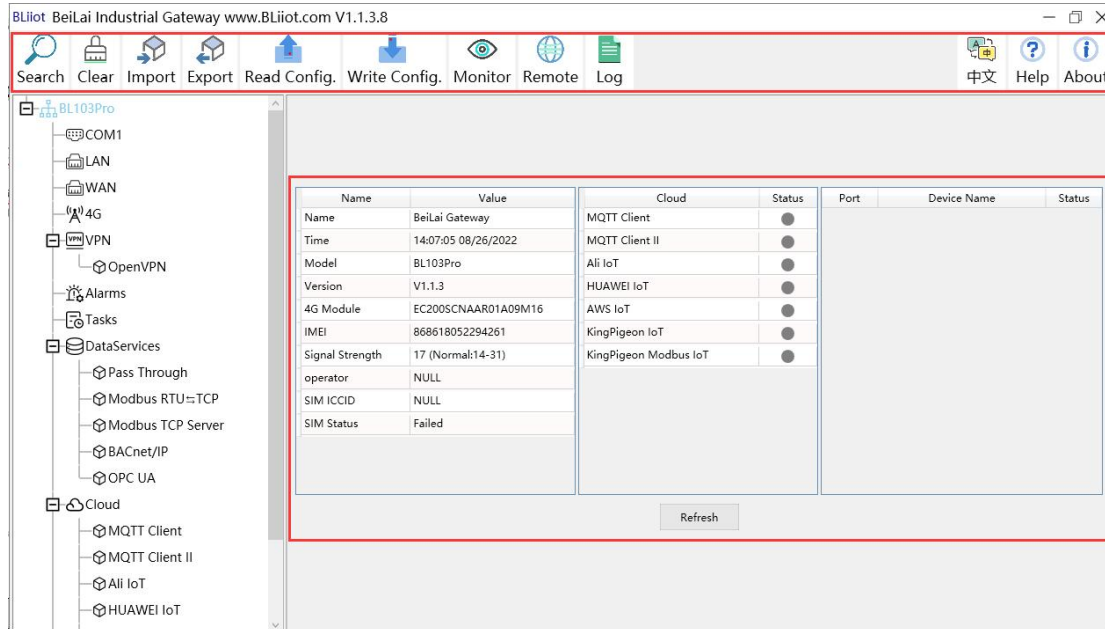 BLiiot BeiLai Industrial Gateway www.BLiiot.com V1.1.3.8
Search Clear Import Export Read Config. Write Config. Monitor Remote Log 中文 Help About
BL103Pro
COM1
LAN
WAN
4G
VPN
OpenVPN
Alarms
Tasks
DataServices
Pass Through
Modbus RTU⇆TCP
Modbus TCP Server
BACnet/IP
OPC UA
Cloud
MQTT Client
MQTT Client II
Ali IoT
HUAWEI IoT
Name Value
Name BeiLai Gateway
Time 14:07:05 08/26/2022
Model BL103Pro
Version V1.1.3
4G Module EC200SCNAAR01A09M16
IMEI 868618052294261
Signal Strength 17 (Normal:14-31)
operator NULL
SIM ICCID NULL
SIM Status Failed
Cloud Status
MQTT Client
MQTT Client II
Ali IoT
HUAWEI IoT
AWS IoT
KingPigeon IoT
KingPigeon Modbus IoT
Port Device Name Status
Refresh